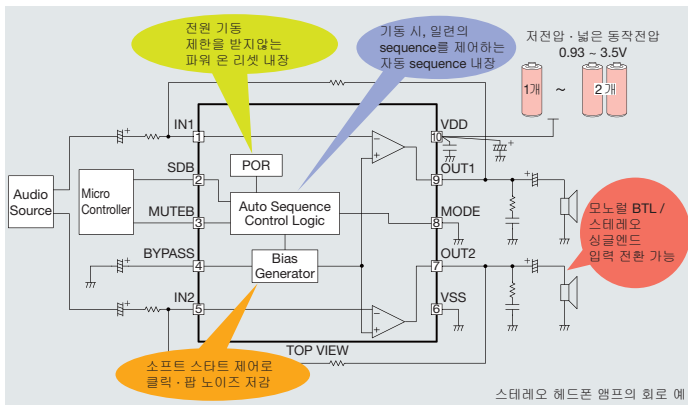 전원 기동
제한을 받지않는
파워 온 리셋 내장
기동 시, 일련의
sequence를 제어하는
자동 sequence 내장
저전압 · 넓은 동작전압
0.93 ~ 3.5V
1개
~
2개
IN1
1
VDD
10
POR
SDB
2
OUT1
9
Audio
Source
Micro
Controller
Auto Sequence
Control Logic
MUTEB
3
MODE
8
모노럴 BTL /
스테레오
싱글엔드
입력 전환 가능
BYPASS
4
Bias
Generator
OUT2
7
IN2
5
VSS
6
TOP VIEW
소프트 스타트 제어로
클릭 · 팝 노이즈 저감
스테레오 헤드폰 앰프의 회로 예